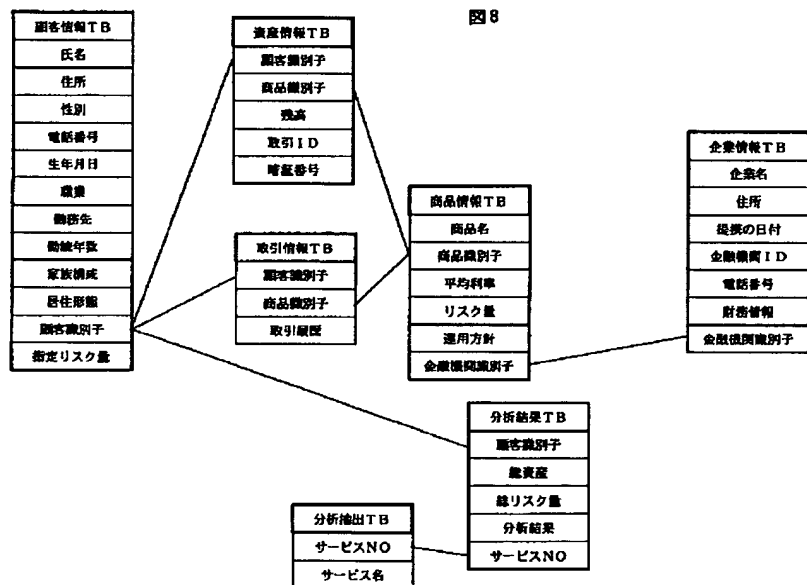 図8
顧客情報TB
氏名
住所
性別
電話番号
生年月日
職業
勤務先
勤続年数
家族構成
居住形態
顧客識別子
指定リスク量
資産情報TB
顧客識別子
商品識別子
残高
取引ID
暗証番号
取引情報TB
顧客識別子
商品識別子
取引履歴
商品情報TB
商品名
商品識別子
平均利率
リスク量
運用方針
金融機関識別子
企業情報TB
企業名
住所
提携の日付
金融機関ID
電話番号
財務情報
金融機関識別子
分析結果TB
顧客識別子
総資産
総リスク量
分析結果
サービスNO
分析抽出TB
サービスNO
サービス名